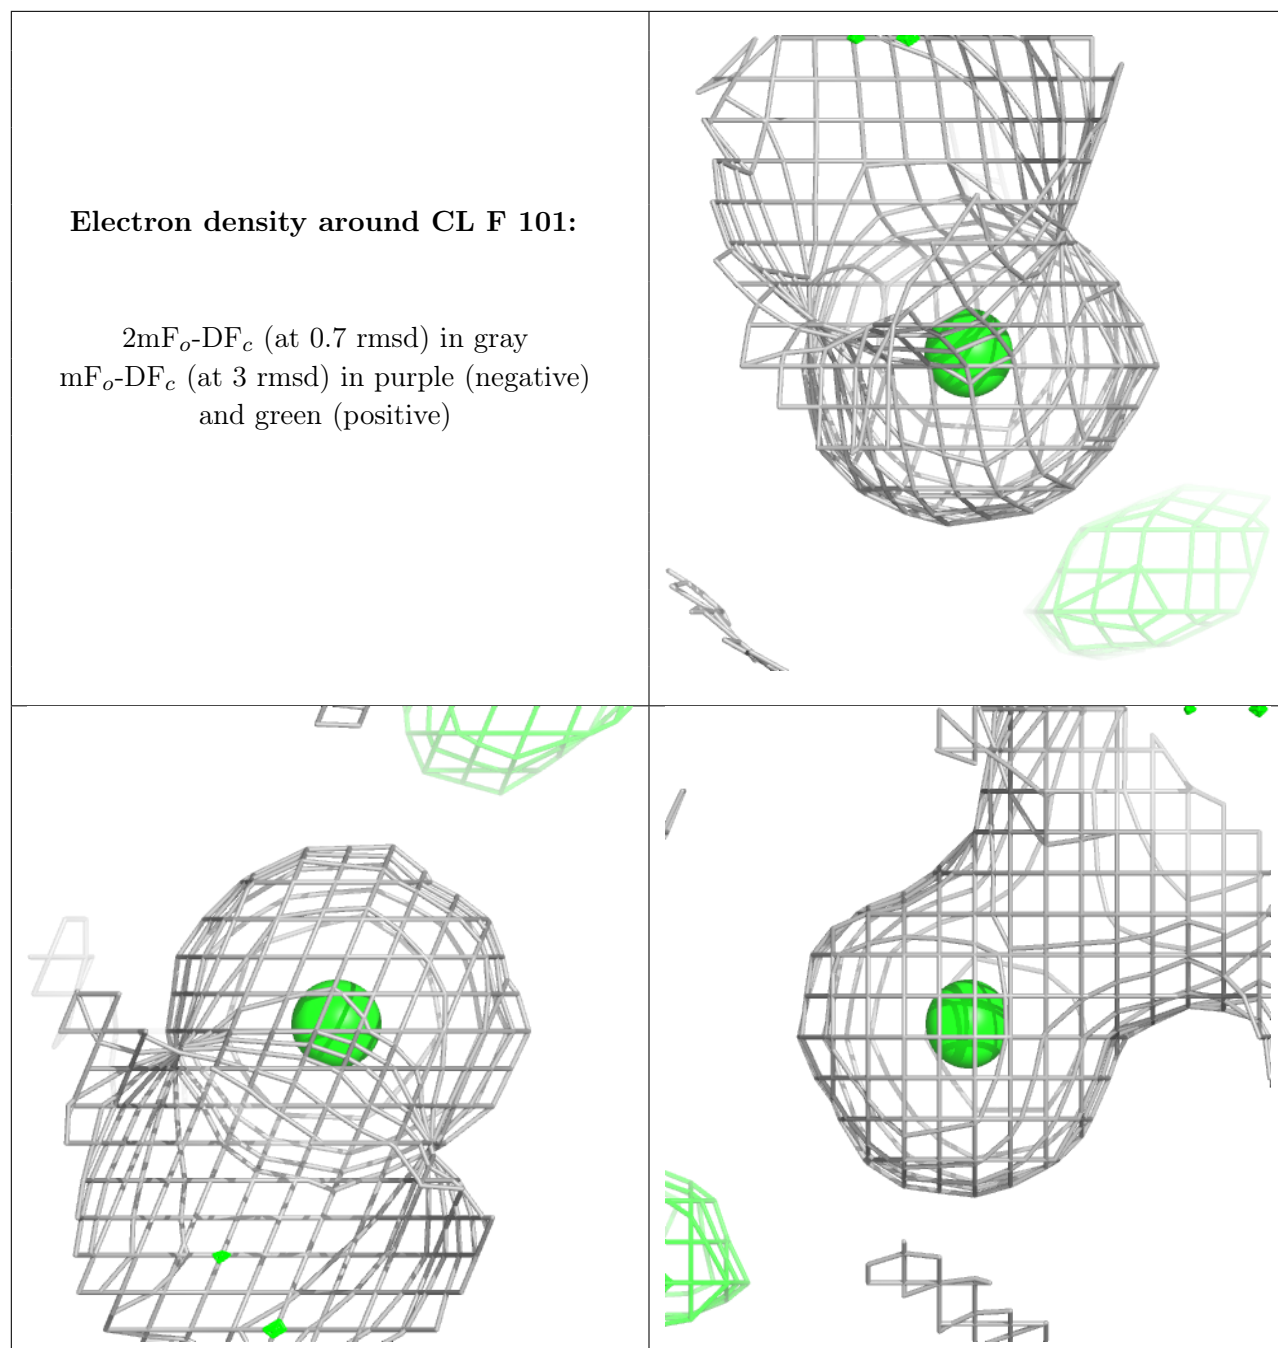 Electron density around CL F 101:
2mFo-DFc (at 0.7 rmsd) in gray
mFo-DFc (at 3 rmsd) in purple (negative)
and green (positive)